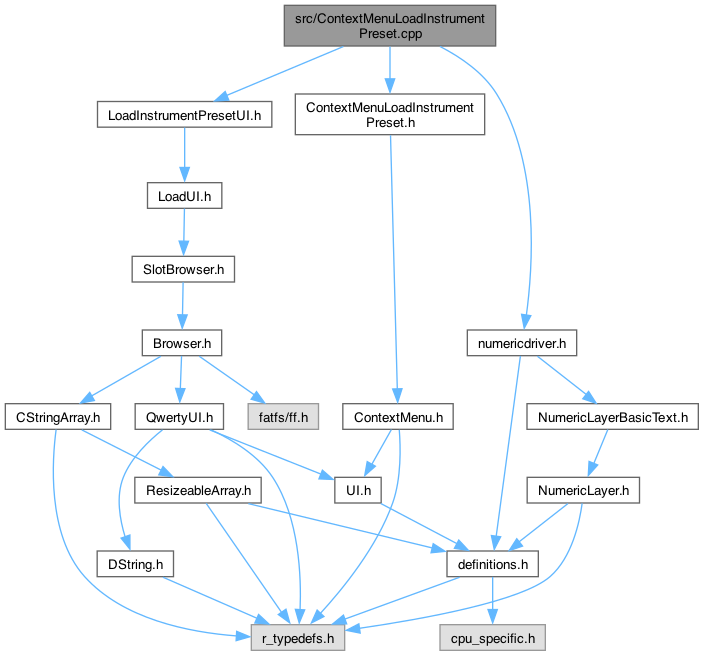 src/ContextMenuLoadInstrument
Preset.cpp
LoadInstrumentPresetUI.h
ContextMenuLoadInstrument
Preset.h
LoadUI.h
SlotBrowser.h
Browser.h
numericdriver.h
CStringArray.h
QwertyUI.h
fatfs/ff.h
ContextMenu.h
NumericLayerBasicText.h
ResizeableArray.h
UI.h
NumericLayer.h
DString.h
definitions.h
r_typedefs.h
cpu_specific.h